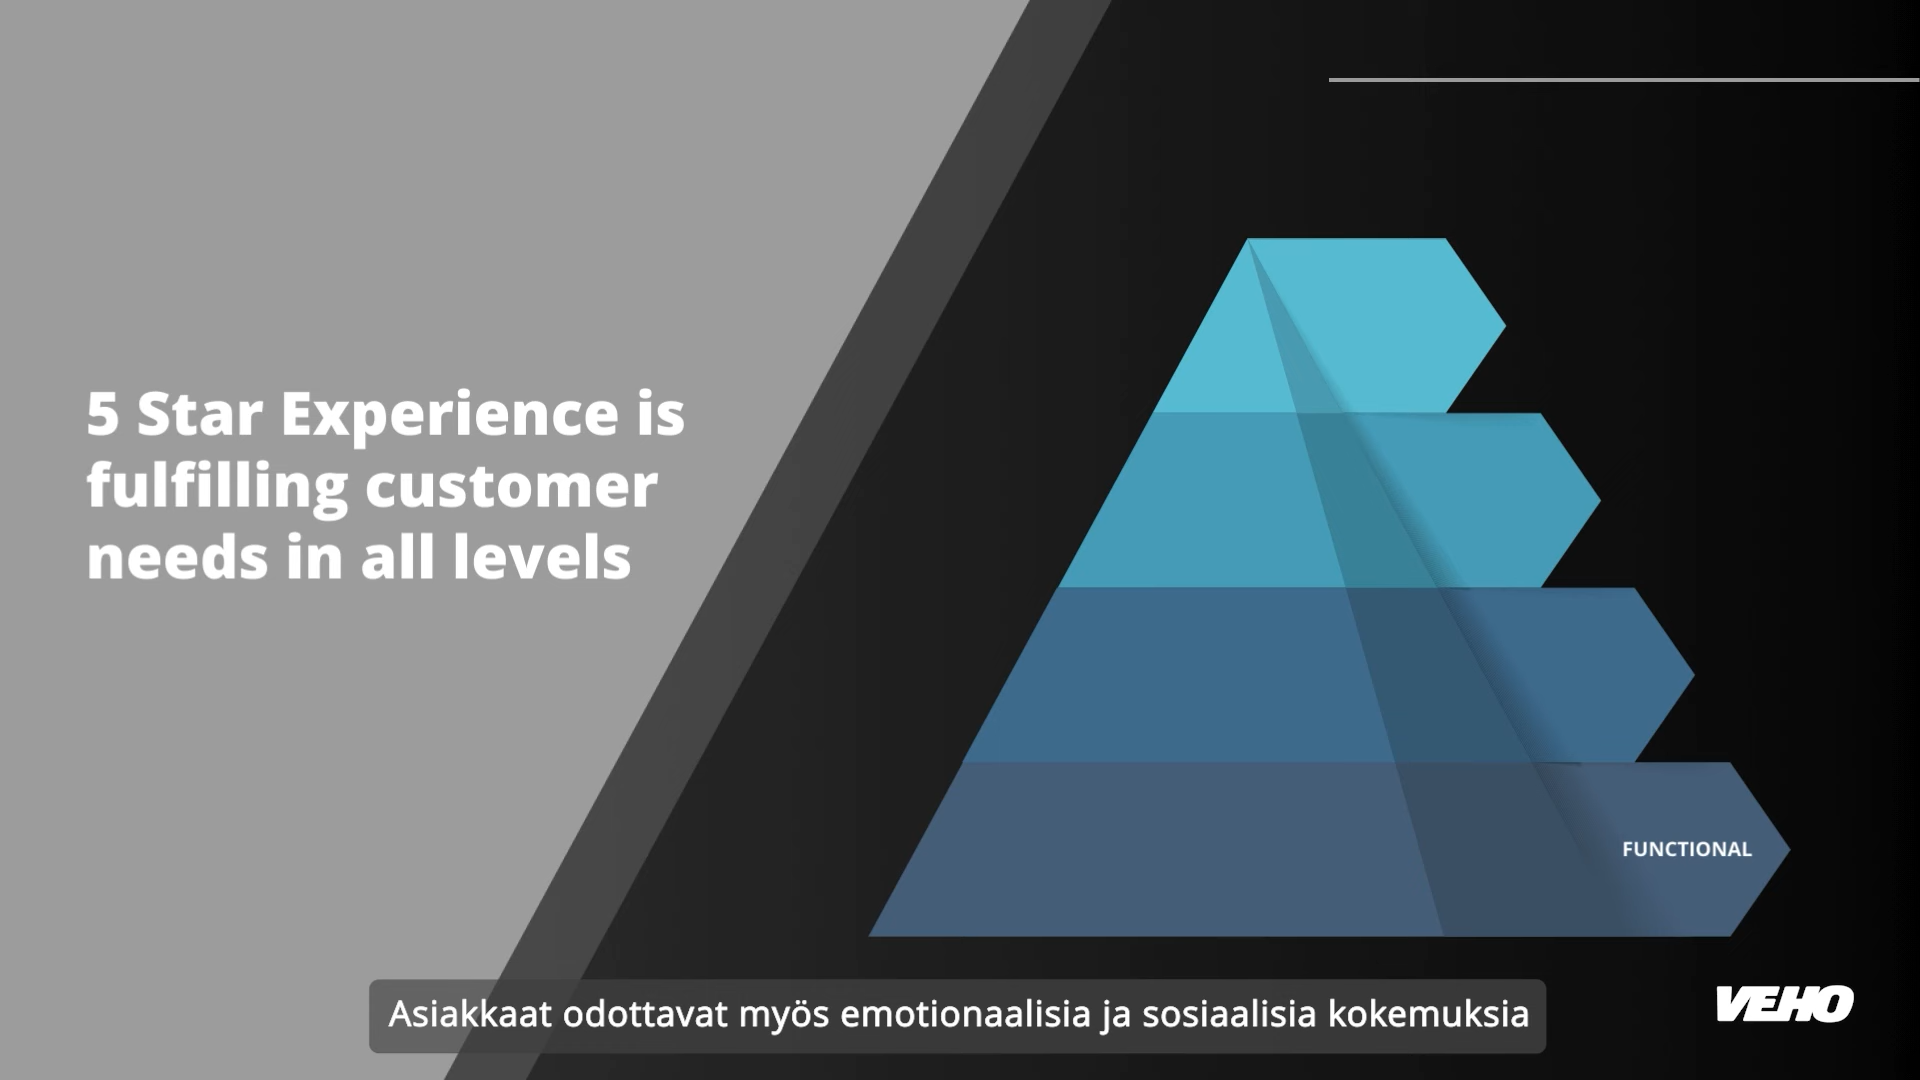 5 Star Experience is
fulfilling customer
needs in all levels
FUNCTIONAL
Asiakkaat odottavat myös emotionaalisia ja sosiaalisia kokemuksia
VEHO